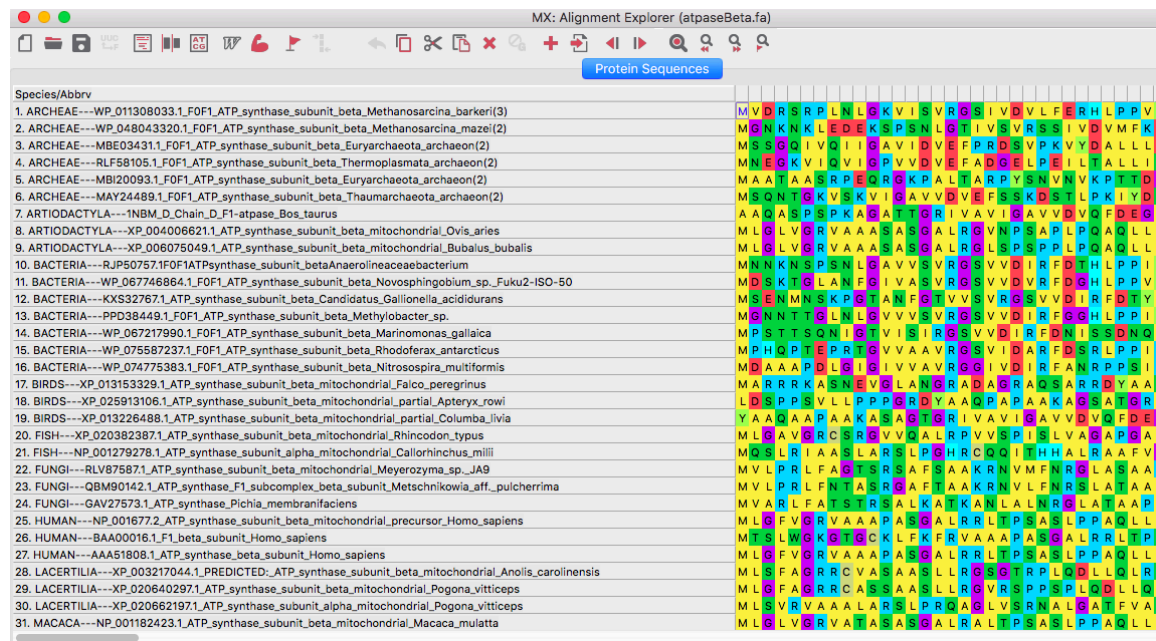 MX: Alignment Explorer (atpaseBeta.fa)
UUC
AT
CG
W
Protein Sequences
Species/Abbrv
1. ARCHEAE---WP_011308033.1_F0F1_ATP_synthase_subunit_beta_Methanosarcina_barkeri(3) M V D R S R P L N L G K V I S V R G S I V D V L F E R H L P P V
2. ARCHEAE---WP_048043320.1_F0F1_ATP_synthase_subunit_beta_Methanosarcina_mazei(2) M G N K N K L E D E K S P S N L G T I V S V R S S I V D V M F K
3. ARCHEAE---MBE03431.1_F0F1_ATP_synthase_subunit_beta_Euryarchaeota_archaeon(2) M S S G Q I V Q I I G A V I D V E F P R D S V P K V Y D A L L L
4. ARCHEAE---RLF58105.1_F0F1_ATP_synthase_subunit_beta_Thermoplasmata_archaeon(2) M N E G K V I Q V I G P V V D V E F A D G E L P E I L T A L L I
5. ARCHEAE---MBI20093.1_F0F1_ATP_synthase_subunit_beta_Euryarchaeota_archaeon(2) M A A T A A S R P E Q R G K P A L T A R P Y S N V N V K P T T D
6. ARCHEAE---MAY24489.1_F0F1_ATP_synthase_subunit_beta_Thaumarchaeota_archaeon(2) M S Q N T G K V S K V I G A V V D V E F S S K D S T L P K I Y D
7. ARTIODACTYLA---1NBM_D_Chain_D_F1-atpase_Bos_taurus A A Q A S P S P K A G A T T G R I V A V I G A V V D V Q F D E G
8. ARTIODACTYLA---XP_004006621.1_ATP_synthase_subunit_beta_mitochondrial_Ovis_aries M L G L V G R V A A A S A S G A L R G V N P S A P L P Q A Q L L
9. ARTIODACTYLA---XP_006075049.1_ATP_synthase_subunit_beta_mitochondrial_Bubalus_bubalis M L G L V G R V A A A S A S G A L R G L S P S P P L P Q A Q L L
10. BACTERIA---RJP50757.1F0F1ATPsynthase_subunit_betaAnaerolineaceaebacterium M N N K N S P S N L G A V V S V R G S V V D I R F D T H L P P I
11. BACTERIA---WP_067746864.1_F0F1_ATP_synthase_subunit_beta_Novosphingobium_sp._Fuku2-ISO-50 M D S K T G L A N F G I V A S V R G S V V D V R F D G H L P P V
12. BACTERIA---KXS32767.1_ATP_synthase_subunit_beta_Candidatus_Gallionella_acididurans M S E N M N S K P G T A N F G T V V S V R G S V V D I R F D T Y
13. BACTERIA---PPD38449.1_F0F1_ATP_synthase_subunit_beta_Methylobacter_sp. M G N N T T G L N L G V V V S V R G S V V D I R F G G H L P P I
14. BACTERIA---WP_067217990.1_F0F1_ATP_synthase_subunit_beta_Marinomonas_gallaica M P S T T S Q N I G T V I S I R G S V V D I R F D N I S S D N Q
15. BACTERIA---WP_075587237.1_F0F1_ATP_synthase_subunit_beta_Rhodoferax_antarcticus M P H Q P T E P R T G V V A A V R G S V I D A R F D S R L P P I
16. BACTERIA---WP_074775383.1_F0F1_ATP_synthase_subunit_beta_Nitrosospira_multiformis M D A A A P D L G I G I V V A V R G G I V D I R F A N R P P S I
17. BIRDS---XP_013153329.1_ATP_synthase_subunit_beta_mitochondrial_Falco_peregrinus M A R R R K A S N E V G L A N G R A D A G R A Q S A R R D Y A A
18. BIRDS---XP_025913106.1_ATP_synthase_subunit_beta_mitochondrial_partial_Apteryx_rowi L D S P P S V L L P P P G R D Y A A Q P A P A A K A G S A T G R
19. BIRDS---XP_013226488.1_ATP_synthase_subunit_beta_mitochondrial_partial_Columba_livia Y A A Q A A P A A K A S A G T G R I V A V I G A V V D V Q F D E
20. FISH---XP_020382387.1_ATP_synthase_subunit_beta_mitochondrial_Rhincodon_typus M L G A V G R C S R G V V Q A L R P V V S P I S L V A G A P G A
21. FISH---NP_001279278.1_ATP_synthase_subunit_alpha_mitochondrial_Callorhinchus_milii M Q S L R I A A S L A R S L P G H R C Q Q I T H H A L R A A F V
22. FUNGI---RLV87587.1_ATP_synthase_subunit_beta_mitochondrial_Meyerozyma_sp._JA9 M V L P R L F A G T S R S A F S A A K R N V M F N R G L A S A A
23. FUNGI---QBM90142.1_ATP_synthase_F1_subcomplex_beta_subunit_Metschnikowia_aff._pulcherrima M V L P R L F N T A S R G A F T A A K R N V L F N R S L A T A A
24. FUNGI---GAV27573.1_ATP_synthase_Pichia_membranifaciens M V A R L F A T S T R S A L K A T K A N L A L N R G L A T A A P
25. HUMAN---NP_001677.2_ATP_synthase_subunit_beta_mitochondrial_precursor_Homo_sapiens M L G F V G R V A A A P A S G A L R R L T P S A S L P P A Q L L
26. HUMAN---BAA00016.1_F1_beta_subunit_Homo_sapiens M T S L W G K G T G C K L F K F R V A A A P A S G A L R R L T P
27. HUMAN---AAA51808.1_ATP_synthase_beta_subunit_Homo_sapiens M L G F V G R V A A A P A S G A L R R L T P S A S L P P A Q L L
28. LACERTILIA---XP_003217044.1_PREDICTED:_ATP_synthase_subunit_beta_mitochondrial_Anolis_carolinensis M L S F A G R R C V A S A A S L L R G S G T R P L Q D L L Q L R
29. LACERTILIA---XP_020640297.1_ATP_synthase_subunit_beta_mitochondrial_Pogona_vitticeps M L G F A G R R C A S S A A S L L R G V R S P P S P L Q D L L Q
30. LACERTILIA---XP_020662197.1_ATP_synthase_subunit_alpha_mitochondrial_Pogona_vitticeps M L S V R V A A A L A R S L P R Q A G L V S R N A L G A T F V A
31. MACACA---NP_001182423.1_ATP_synthase_subunit_beta_mitochondrial_Macaca_mulatta M L G L V G R V A T A S A S G A L R A L T P S A S L P P A Q L L